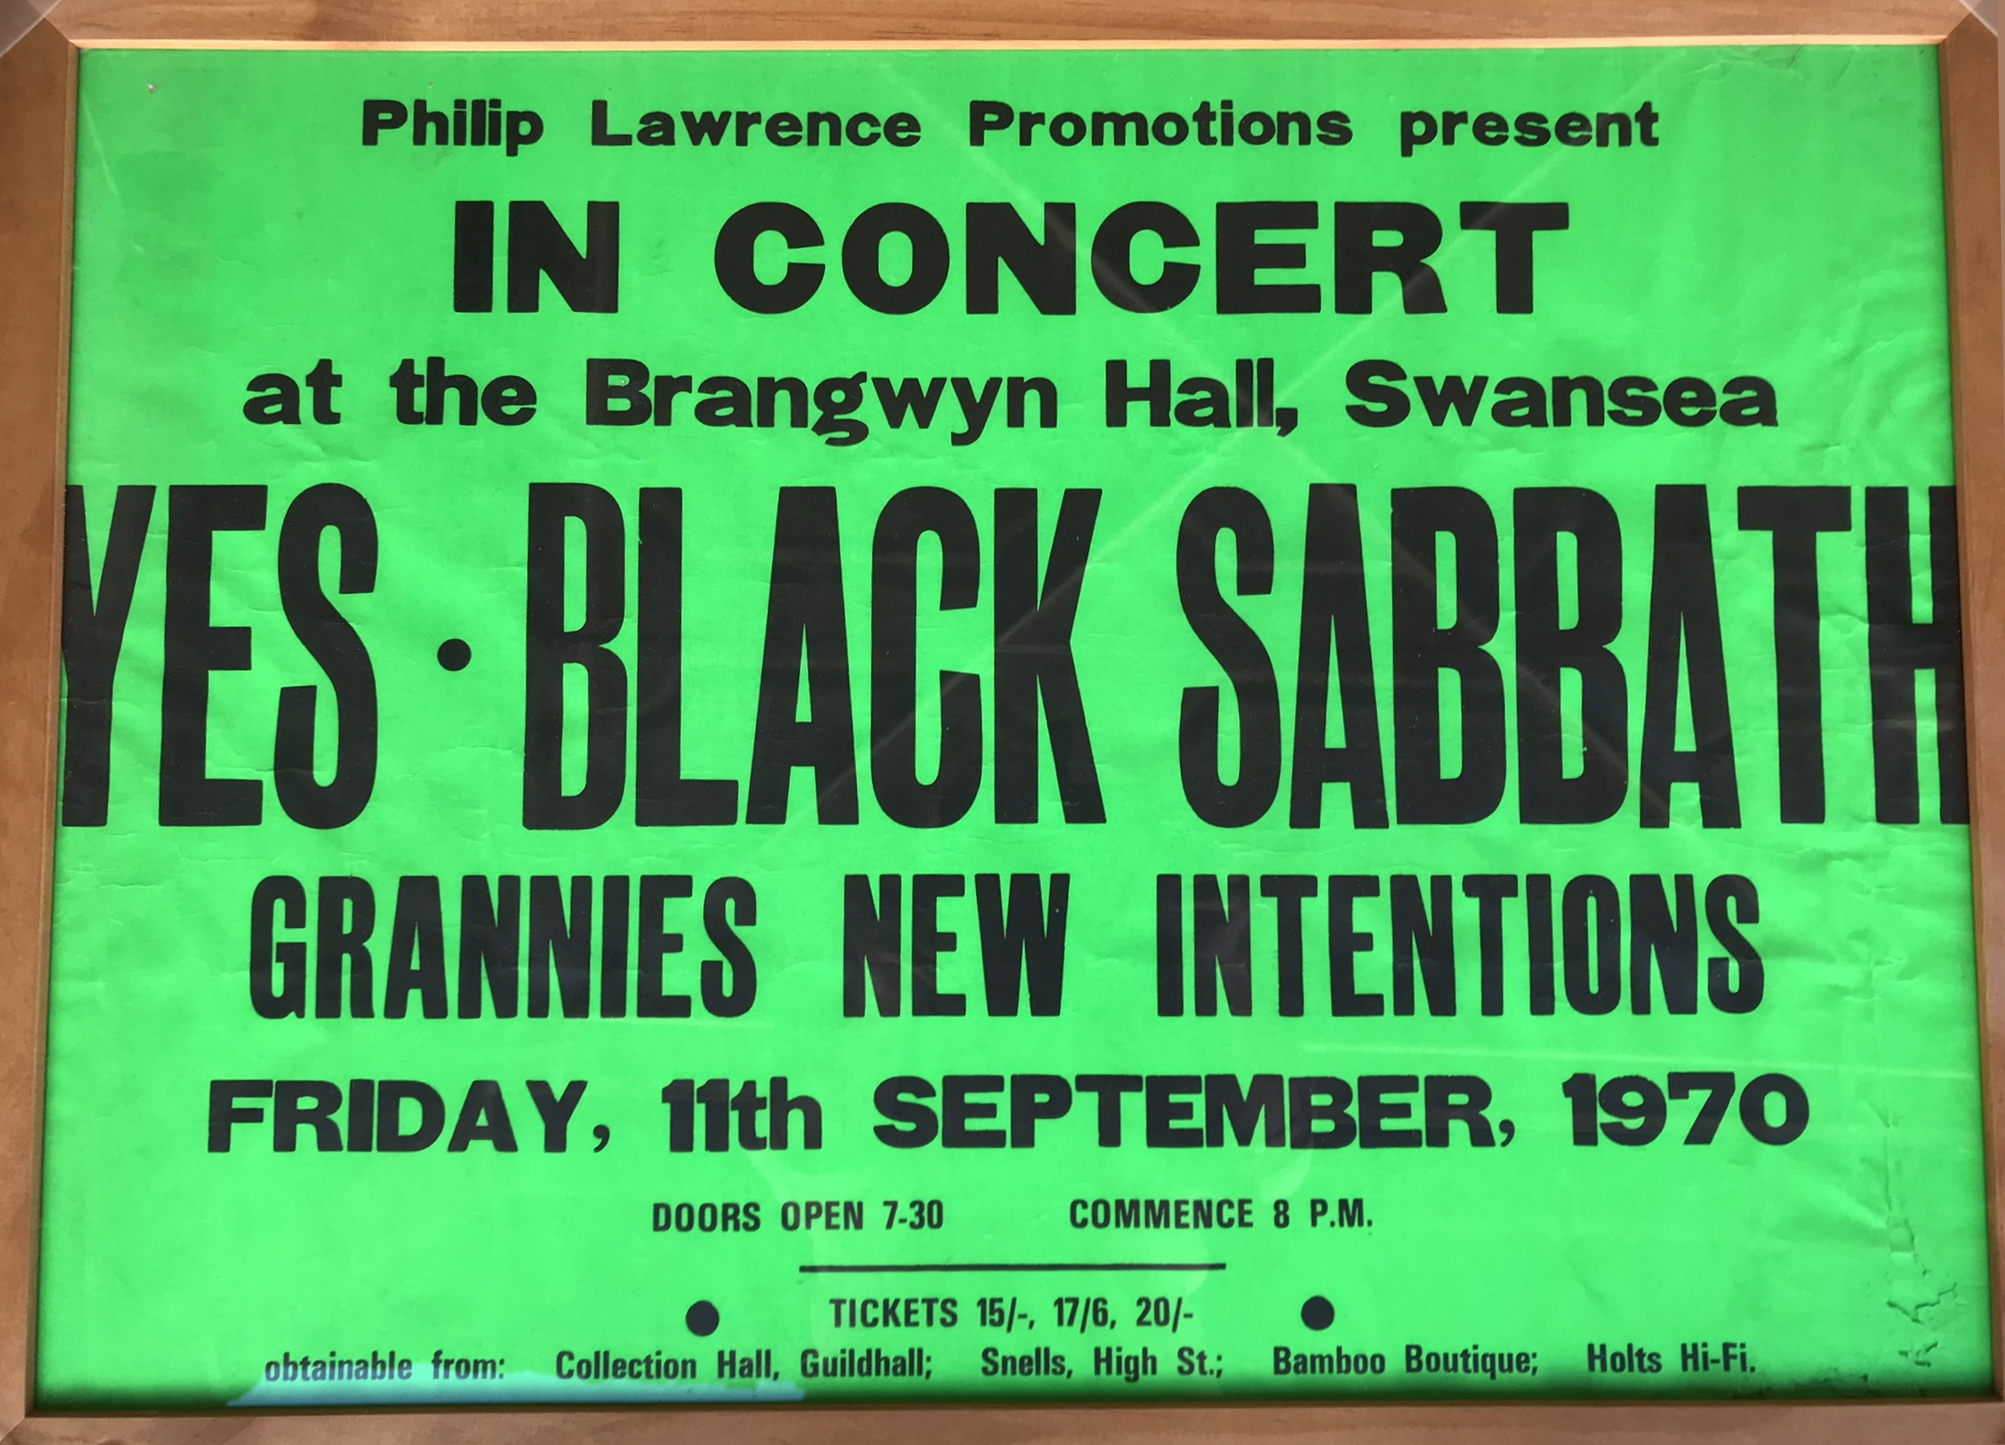 Philip Lawrence Promotions present
IN CONCERT
at the Brangwyn Hall, Swansea
YES • BLACK SABBATH
GRANNIES NEW INTENTIONS
FRIDAY, 11th SEPTEMBER, 1970
DOORS OPEN 7-30 COMMENCE 8 P.M.
● TICKETS 15/-, 17/6, 20/- ●
obtainable from: Collection Hall, Guildhall; Snells, High St.; Bamboo Boutique; Holts Hi-Fi.